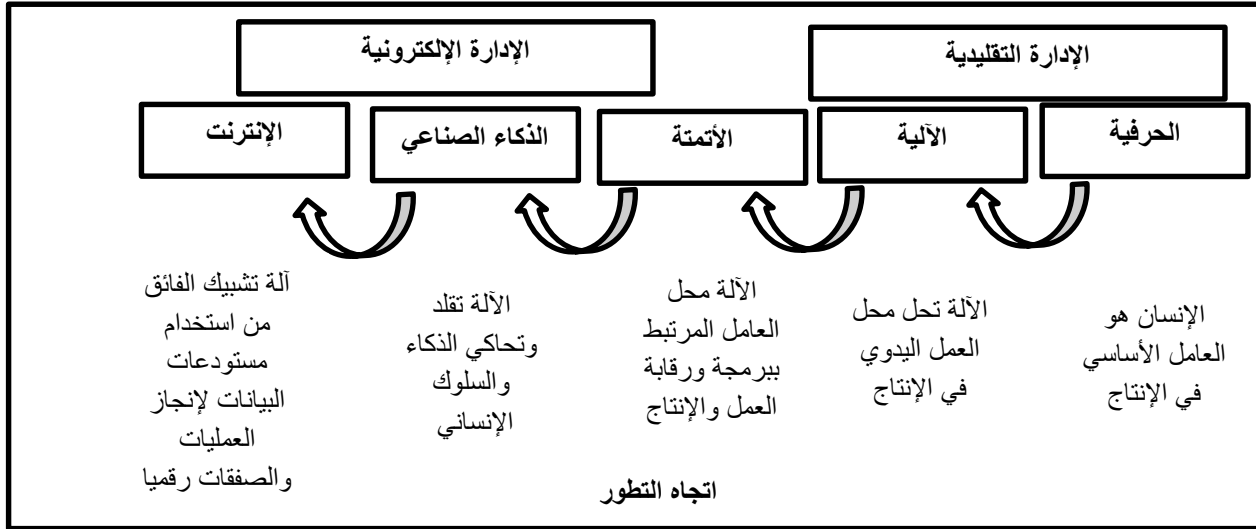 الإدارة التقليدية
الإدارة الإلكترونية
الحرفية
الآلية
الأتمتة
الذكاء الصناعي
الإنترنت
الإنسان هو
العامل الأساسي
في الإنتاج
الآلة تحل محل
العمل اليدوي
في الإنتاج
الآلة محل
العامل المرتبط
ببرمجة ورقابة
العمل والإنتاج
الآلة تقلد
وتحاكي الذكاء
والسلوك
الإنساني
آلة تشبيك الفائق
من استخدام
مستودعات
البيانات لإنجاز
العمليات
والصفقات رقميا
اتجاه التطور